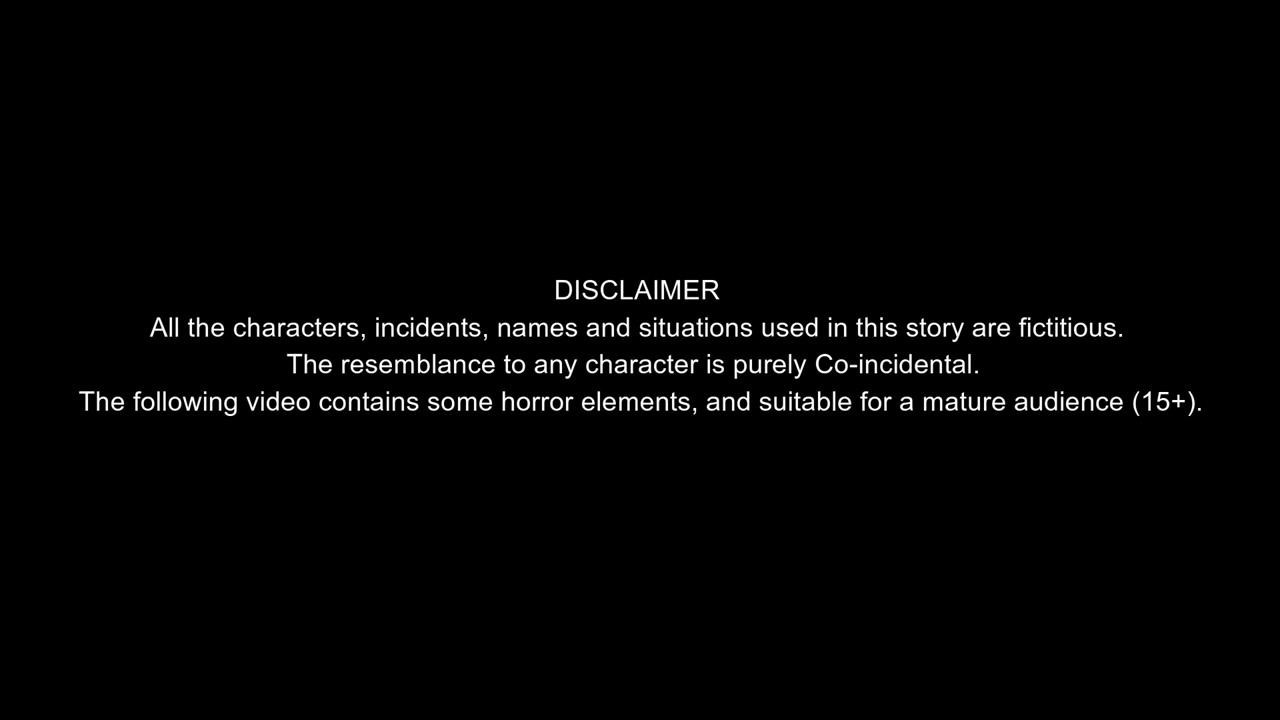 DISCLAIMER
All the characters, incidents, names and situations used in this story are fictitious.
The resemblance to any character is purely Co-incidental.
The following video contains some horror elements, and suitable for a mature audience (15+).